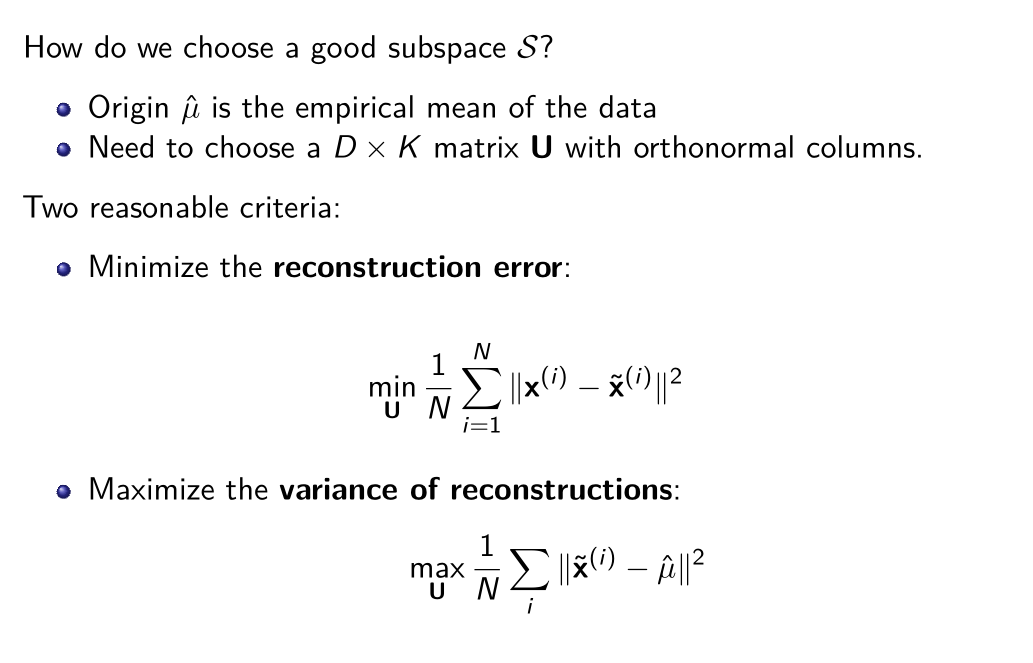 How do we choose a good subspace $\mathcal{S}$?
• Origin $\hat{\mu}$ is the empirical mean of the data
• Need to choose a $D \times K$ matrix $\mathbf{U}$ with orthonormal columns.
Two reasonable criteria:
• Minimize the reconstruction error:
$\min_{\mathbf{U}} \frac{1}{N} \sum_{i=1}^{N} \|\mathbf{x}^{(i)} - \tilde{\mathbf{x}}^{(i)}\|^2$
• Maximize the variance of reconstructions:
$\max_{\mathbf{U}} \frac{1}{N} \sum_{i} \|\tilde{\mathbf{x}}^{(i)} - \hat{\mu}\|^2$